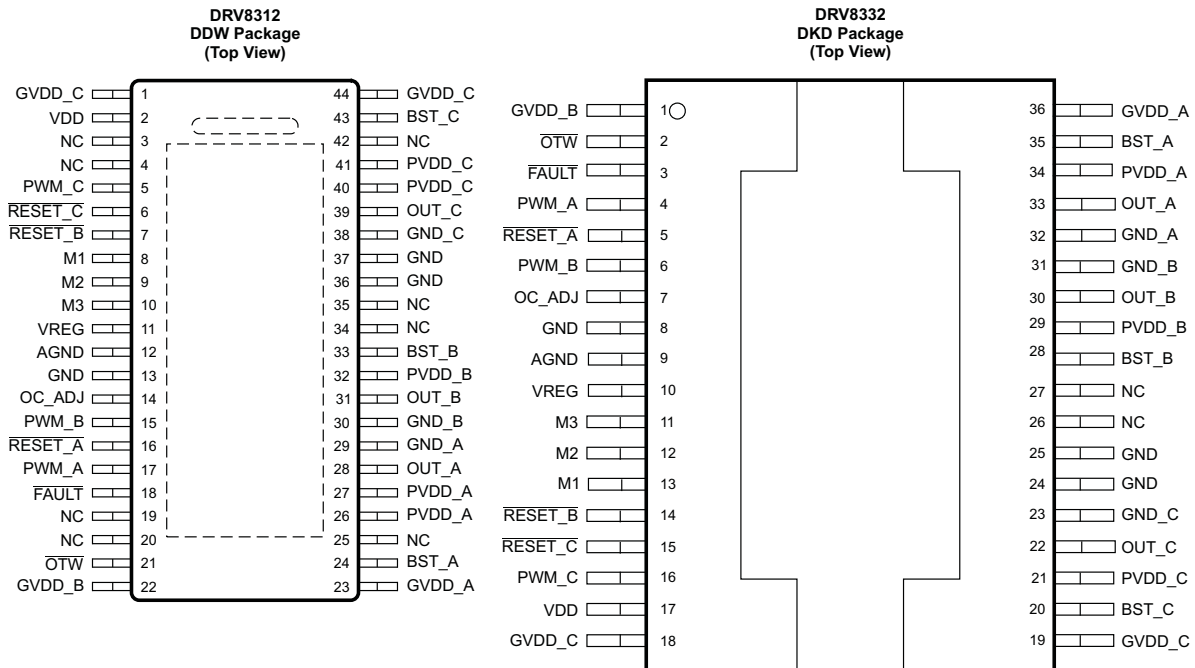 DRV8312
DDW Package
(Top View)
GVDD_C 1 44 GVDD_C
VDD 2 43 BST_C
NC 3 42 NC
NC 4 41 PVDD_C
PWM_C 5 40 PVDD_C
RESET_C 6 39 OUT_C
RESET_B 7 38 GND_C
M1 8 37 GND
M2 9 36 GND
M3 10 35 NC
VREG 11 34 NC
AGND 12 33 BST_B
GND 13 32 PVDD_B
OC_ADJ 14 31 OUT_B
PWM_B 15 30 GND_B
RESET_A 16 29 GND_A
PWM_A 17 28 OUT_A
FAULT 18 27 PVDD_A
NC 19 26 PVDD_A
NC 20 25 NC
OTW 21 24 BST_A
GVDD_B 22 23 GVDD_A
DRV8332
DKD Package
(Top View)
GVDD_B 1 36 GVDD_A
OTW 2 35 BST_A
FAULT 3 34 PVDD_A
PWM_A 4 33 OUT_A
RESET_A 5 32 GND_A
PWM_B 6 31 GND_B
OC_ADJ 7 30 OUT_B
GND 8 29 PVDD_B
AGND 9 28 BST_B
VREG 10 27 NC
M3 11 26 NC
M2 12 25 GND
M1 13 24 GND
RESET_B 14 23 GND_C
RESET_C 15 22 OUT_C
PWM_C 16 21 PVDD_C
VDD 17 20 BST_C
GVDD_C 18 19 GVDD_C